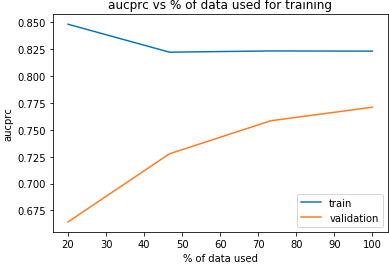 aucprc vs % of data used for training
0.850
0.825
0.800
0.775
0.750
0.725
0.700
0.675
aucprc
20 30 40 50 60 70 80 90 100
% of data used
train
validation